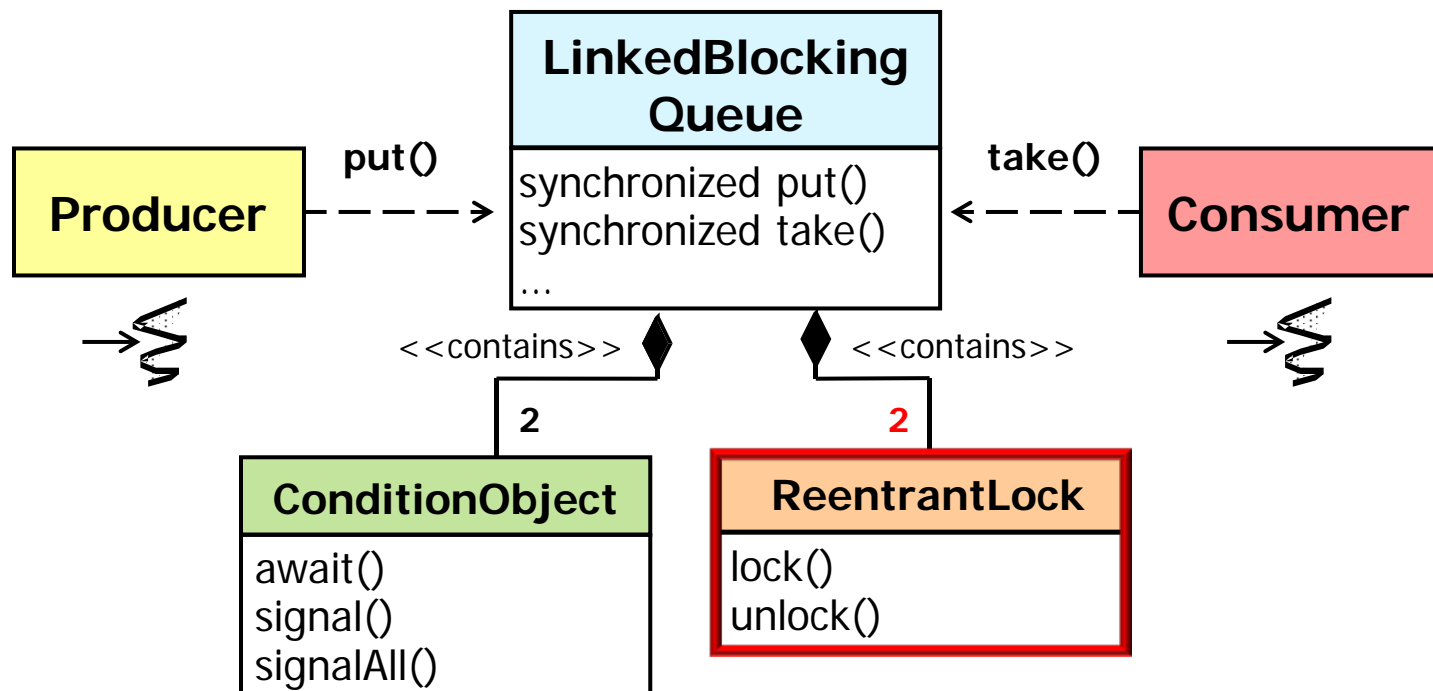 LinkedBlocking
Queue
put()
take()
Producer
synchronized put()
synchronized take()
...
Consumer
<<contains>>
<<contains>>
2
2
ConditionObject
await()
signal()
signalAll()
ReentrantLock
lock()
unlock()